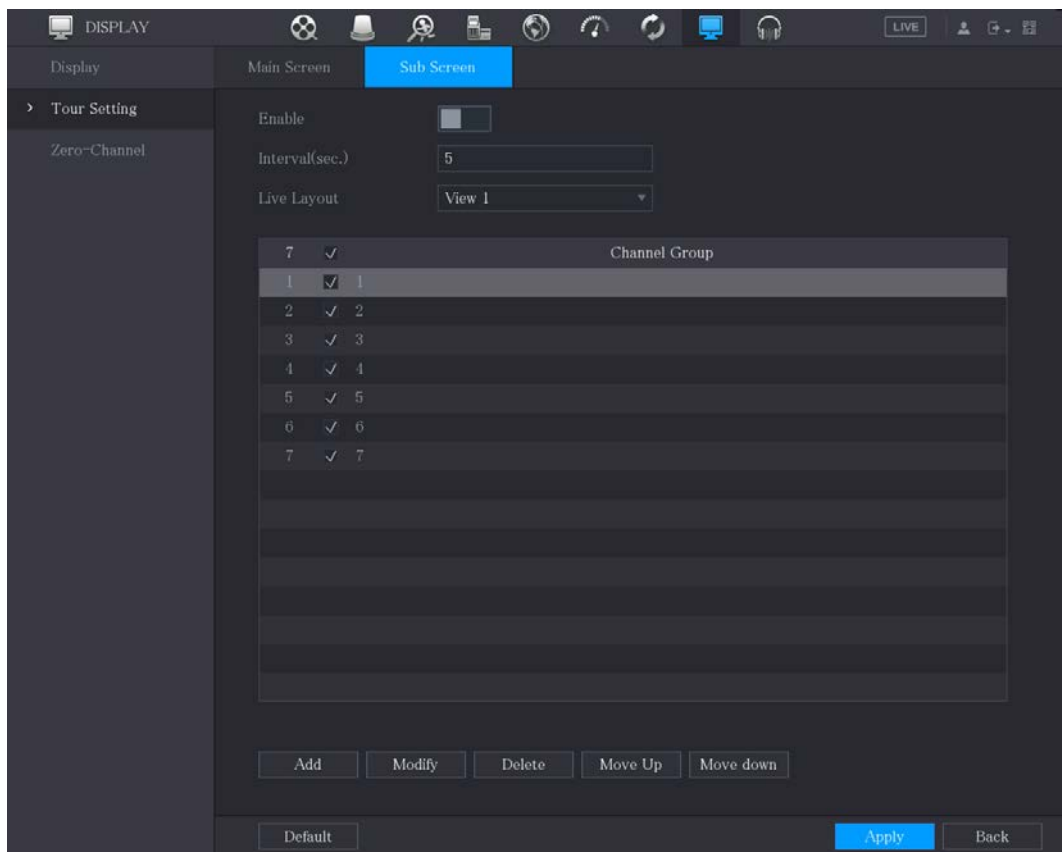 DISPLAY
LIVE
Display
Main Screen
Sub Screen
Tour Setting
Enable
Zero-Channel
Interval(sec.)
5
Live Layout
View 1
7 Channel Group
1 1
2 2
3 3
4 4
5 5
6 6
7 7
Add
Modify
Delete
Move Up
Move down
Default
Apply
Back